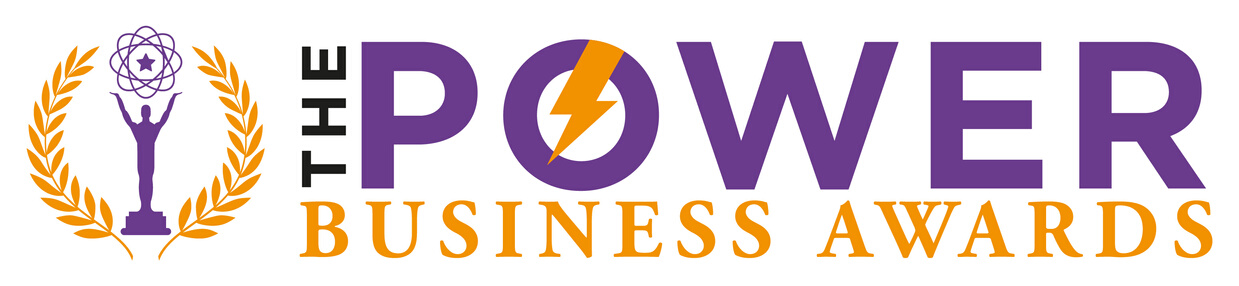 THE POWER
BUSINESS AWARDS